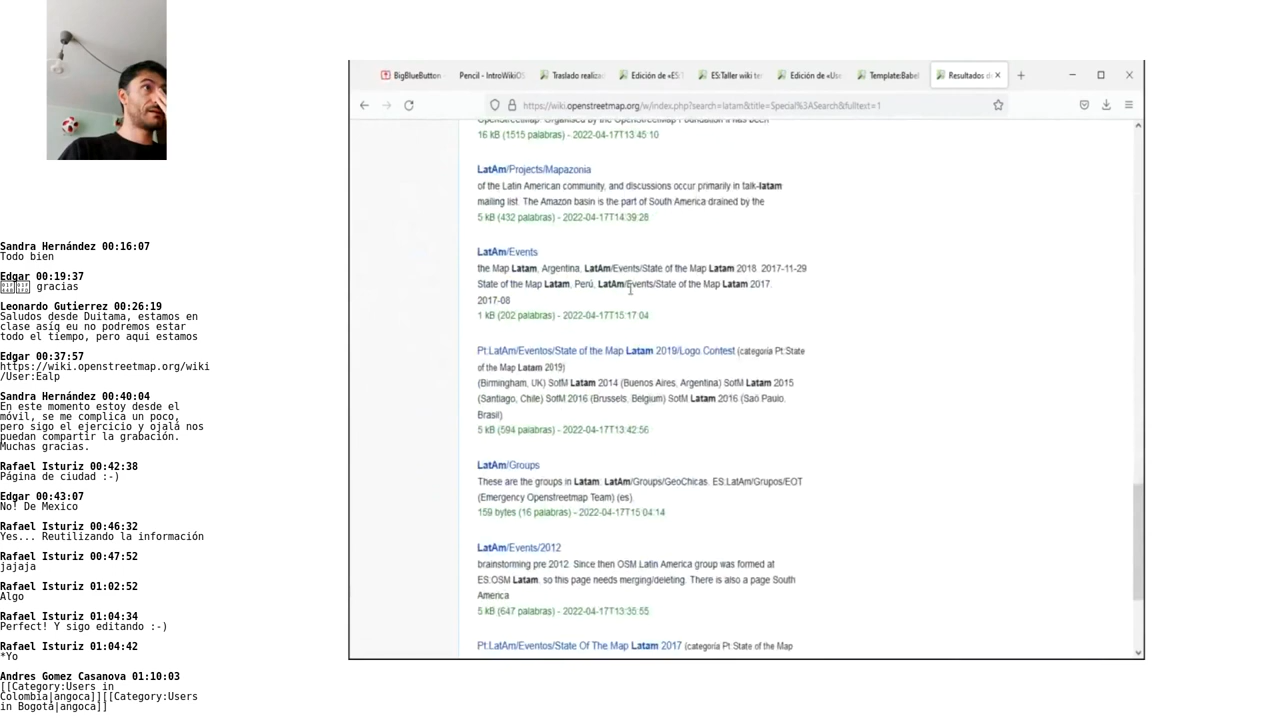 Sandra Hernández 00:16:07
Todo bien
Edgar 00:19:37
gracias
Leonardo Gutierrez 00:26:19
Saludos desde Duitama, estamos en
clase asíg eu no podremos estar
todo el tiempo, pero aqui estamos
Edgar 00:37:57
https://wiki.openstreetmap.org/wiki
/User:Ealp
Sandra Hernández 00:40:04
En este momento estoy desde el
móvil, se me complica un poco,
pero sigo el ejercicio y ojalá nos
puedan compartir la grabación.
Muchas gracias.
Rafael Isturiz 00:42:38
Página de ciudad :-)
Edgar 00:43:07
No! De Mexico
Rafael Isturiz 00:46:32
Yes... Reutilizando la información
Rafael Isturiz 00:47:52
jajaja
Rafael Isturiz 01:02:52
Algo
Rafael Isturiz 01:04:34
Perfect! Y sigo editando :-)
Rafael Isturiz 01:04:42
*Yo
Andres Gomez Casanova 01:10:03
[[Category:Users in
Colombia|angoca]][[Category:Users
in Bogotá|angoca]]
BigBlueButton Pencil - IntroWikiOS Traslado realiza Edición de «ES:T ES:Taller wiki te Edición de «Use Template:Babel Resultados d
https://wiki.openstreetmap.org/w/index.php?search=latam&title=Special%3ASearch&fulltext=1
OpenStreetMap. Organised by the OpenStreetMap Foundation it has been
16 kB (1515 palabras) - 2022-04-17T13:45:10
LatAm/Projects/Mapazonia
of the Latin American community, and discussions occur primarily in talk-latam
mailing list. The Amazon basin is the part of South America drained by the
5 kB (432 palabras) - 2022-04-17T14:39:26
LatAm/Events
the Map Latam, Argentina, LatAm/Events/State of the Map Latam 2018. 2017-11-29
State of the Map Latam, Perú, LatAm/Events/State of the Map Latam 2017.
2017-08
1 kB (202 palabras) - 2022-04-17T15:17:04
Pt:LatAm/Eventos/State of the Map Latam 2019/Logo Contest (categoría Pt:State
of the Map Latam 2019)
(Birmingham, UK) SotM Latam 2014 (Buenos Aires, Argentina) SotM Latam 2015
(Santiago, Chile) SotM 2016 (Brussels, Belgium) SotM Latam 2016 (Saõ Paulo,
Brasil)
5 kB (594 palabras) - 2022-04-17T13:42:56
LatAm/Groups
These are the groups in Latam. LatAm/Groups/GeoChicas. ES:LatAm/Grupos/EOT
(Emergency Openstreetmap Team) (es).
159 bytes (16 palabras) - 2022-04-17T15:04:14
LatAm/Events/2012
brainstorming pre 2012. Since then OSM Latin America group was formed at
ES:OSM Latam, so this page needs merging/deleting. There is also a page South
America
5 kB (647 palabras) - 2022-04-17T13:35:55
Pt:LatAm/Eventos/State Of The Map Latam 2017 (categoría Pt:State of the Map